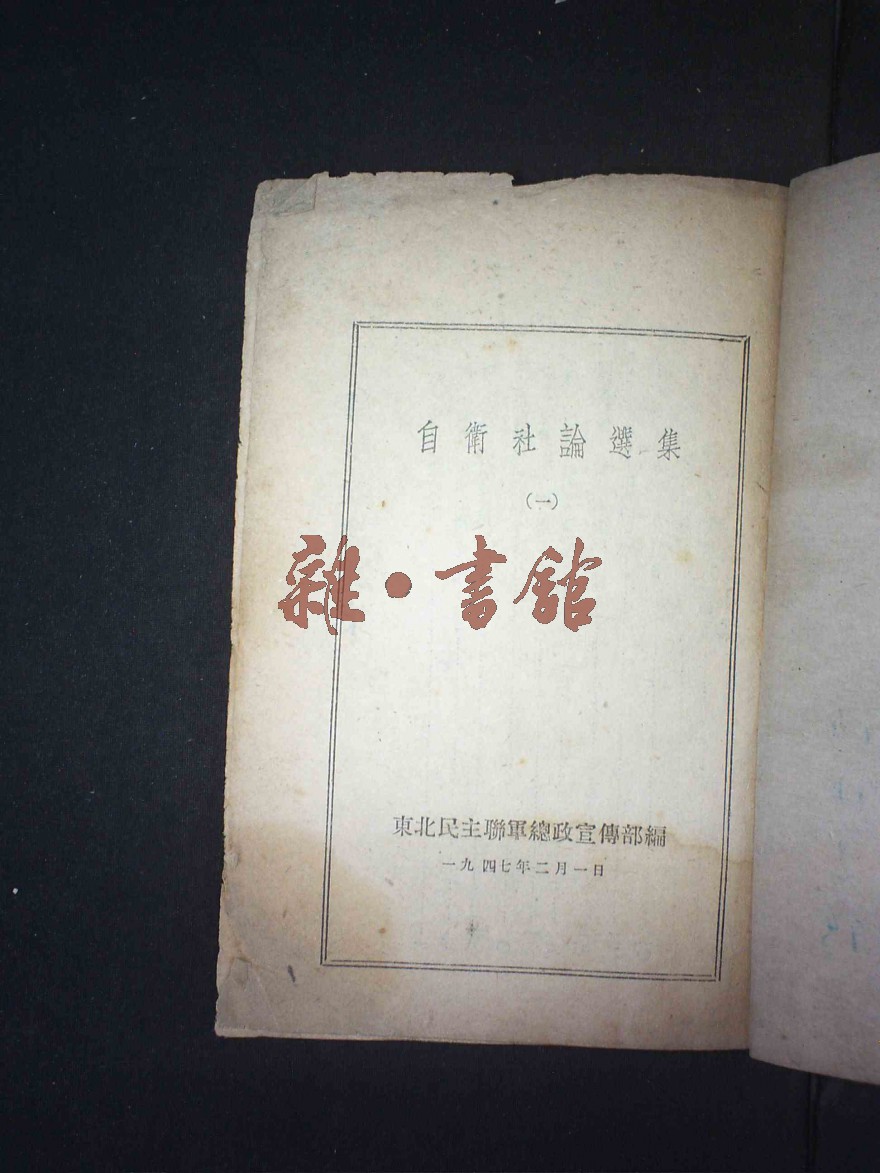 自衛社論選集
（一）
雜·書館
東北民主聯軍總政宣傳部編
一九四七年二月一日